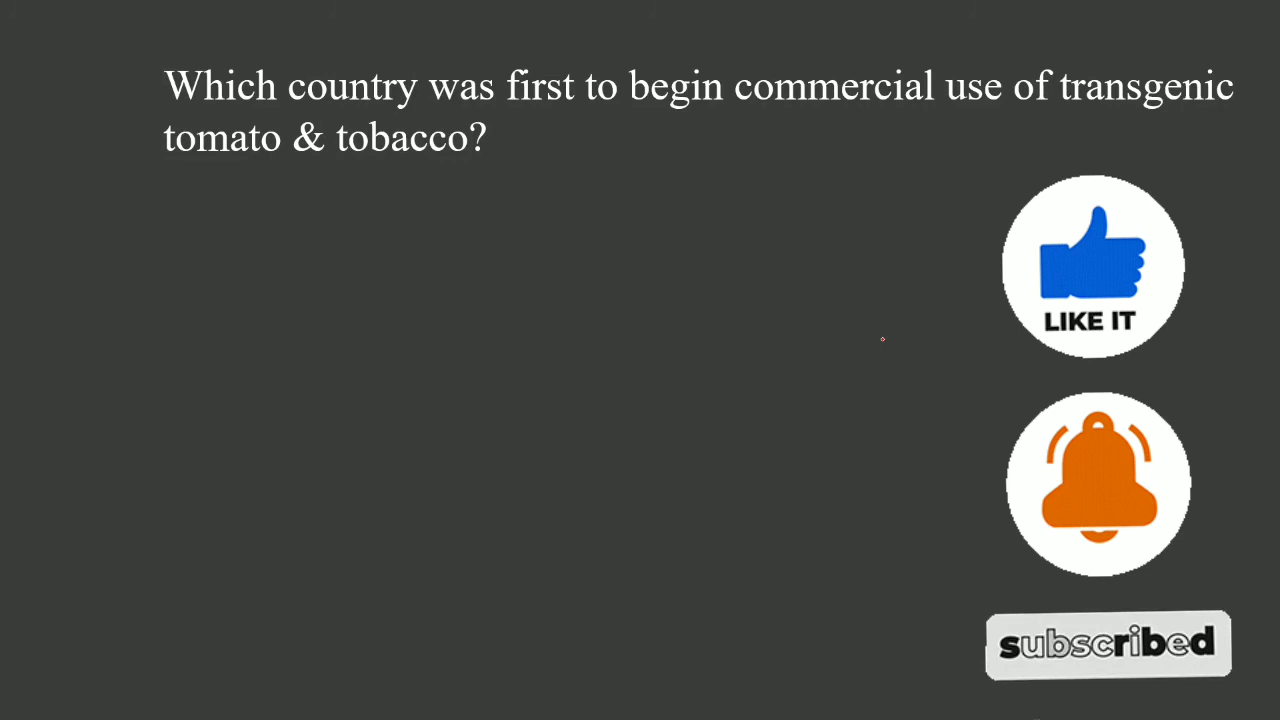 Which country was first to begin commercial use of transgenic
tomato & tobacco?
LIKE IT
subscribed